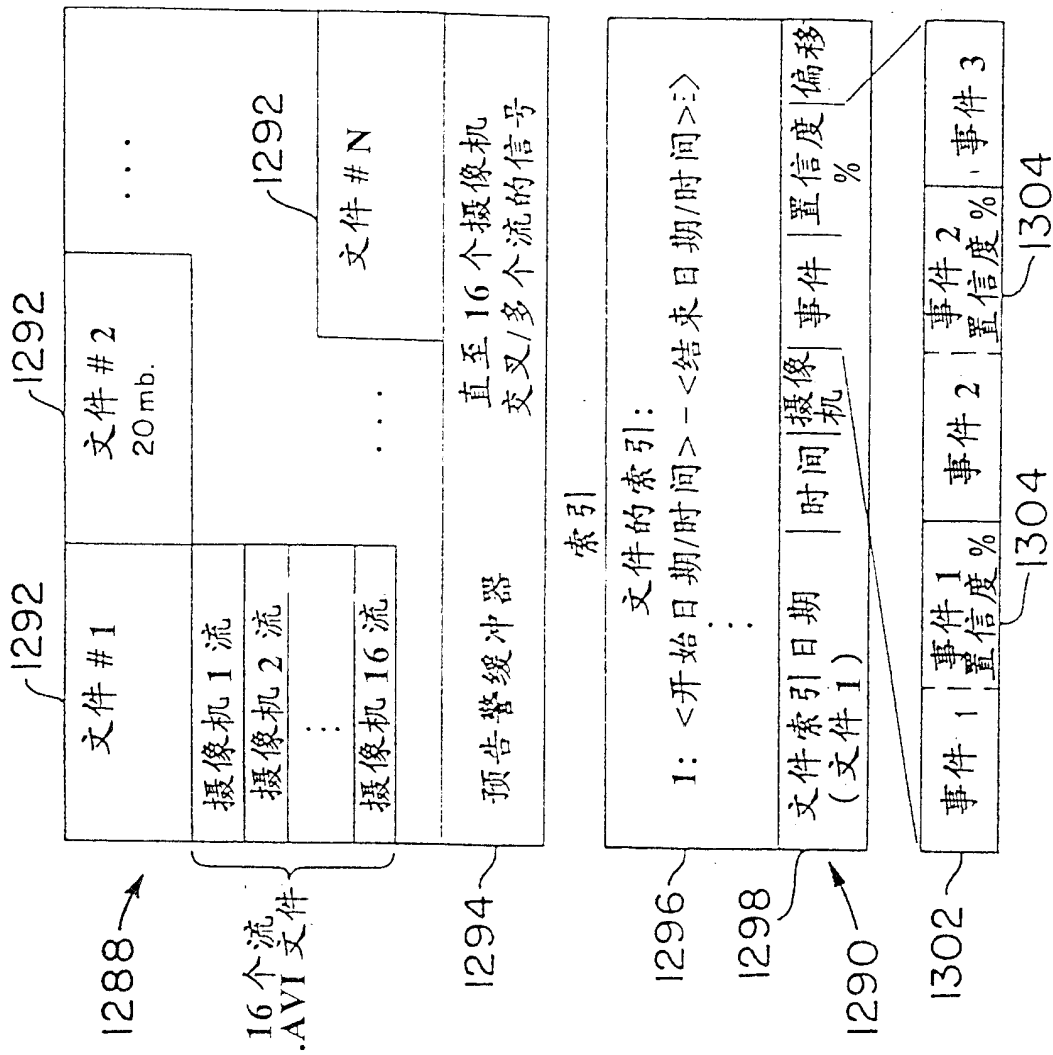 1292
1292
1288
文件 # 1
文件 # 2
20mb.
. . .
摄像机 1 流
摄像机 2 流
⋮
摄像机 16 流
16 个流
.AVI 文件
. . .
文件 # N
1292
1294
预告警缓冲器
直至 16 个摄像机
交叉/多个流的信号
索引
1296
文件的索引:
1: <开始日期/时间> – <结束日期/时间>:>
⋮
1298
文件索引日期
(文件 1)
|时间
|摄像机
|事件
|置信度
%
|偏移
1290
1302
事件 1
事件 1
置信度 %
事件 2
事件 2
置信度 %
事件 3
1304
1304